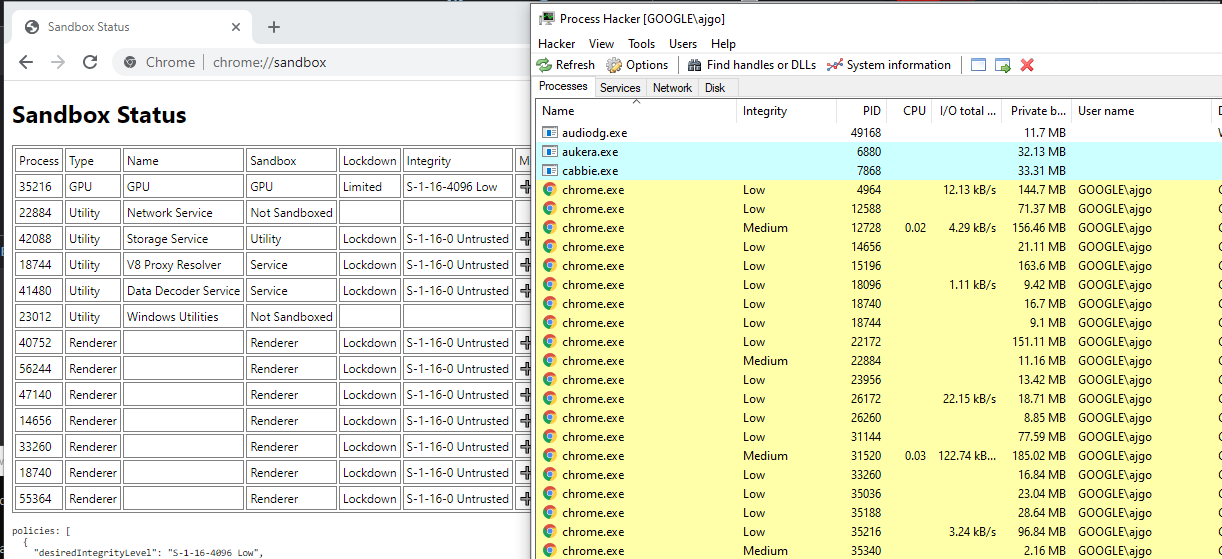 Sandbox Status
Chrome | chrome://sandbox
Sandbox Status
Process Type Name Sandbox Lockdown Integrity M
35216 GPU GPU GPU Limited S-1-16-4096 Low
22884 Utility Network Service Not Sandboxed
42088 Utility Storage Service Utility Lockdown S-1-16-0 Untrusted
18744 Utility V8 Proxy Resolver Service Lockdown S-1-16-0 Untrusted
41480 Utility Data Decoder Service Service Lockdown S-1-16-0 Untrusted
23012 Utility Windows Utilities Not Sandboxed
40752 Renderer Renderer Lockdown S-1-16-0 Untrusted
56244 Renderer Renderer Lockdown S-1-16-0 Untrusted
47140 Renderer Renderer Lockdown S-1-16-0 Untrusted
14656 Renderer Renderer Lockdown S-1-16-0 Untrusted
33260 Renderer Renderer Lockdown S-1-16-0 Untrusted
18740 Renderer Renderer Lockdown S-1-16-0 Untrusted
55364 Renderer Renderer Lockdown S-1-16-0 Untrusted
policies: [
{
"desiredIntegrityLevel": "S-1-16-4096 Low",
Process Hacker [GOOGLE\ajgo]
Hacker View Tools Users Help
Refresh Options Find handles or DLLs System information
Processes Services Network Disk
Name Integrity PID CPU I/O total ... Private b... User name
audiodg.exe 49168 11.7 MB
aukera.exe 6880 32.13 MB
cabbie.exe 7868 33.31 MB
chrome.exe Low 4964 12.13 kB/s 144.7 MB GOOGLE\ajgo
chrome.exe Low 12588 71.37 MB GOOGLE\ajgo
chrome.exe Medium 12728 0.02 4.29 kB/s 156.46 MB GOOGLE\ajgo
chrome.exe Low 14656 21.11 MB GOOGLE\ajgo
chrome.exe Low 15196 163.6 MB GOOGLE\ajgo
chrome.exe Low 18096 1.11 kB/s 9.42 MB GOOGLE\ajgo
chrome.exe Low 18740 16.7 MB GOOGLE\ajgo
chrome.exe Low 18744 9.1 MB GOOGLE\ajgo
chrome.exe Low 22172 151.11 MB GOOGLE\ajgo
chrome.exe Medium 22884 11.16 MB GOOGLE\ajgo
chrome.exe Low 23956 13.42 MB GOOGLE\ajgo
chrome.exe Low 26172 22.15 kB/s 18.71 MB GOOGLE\ajgo
chrome.exe Low 26260 8.85 MB GOOGLE\ajgo
chrome.exe Low 31144 77.59 MB GOOGLE\ajgo
chrome.exe Medium 31520 0.03 122.74 kB... 185.02 MB GOOGLE\ajgo
chrome.exe Low 33260 16.84 MB GOOGLE\ajgo
chrome.exe Low 35036 23.04 MB GOOGLE\ajgo
chrome.exe Low 35188 28.64 MB GOOGLE\ajgo
chrome.exe Low 35216 3.24 kB/s 96.84 MB GOOGLE\ajgo
chrome.exe Medium 35340 2.16 MB GOOGLE\ajgo